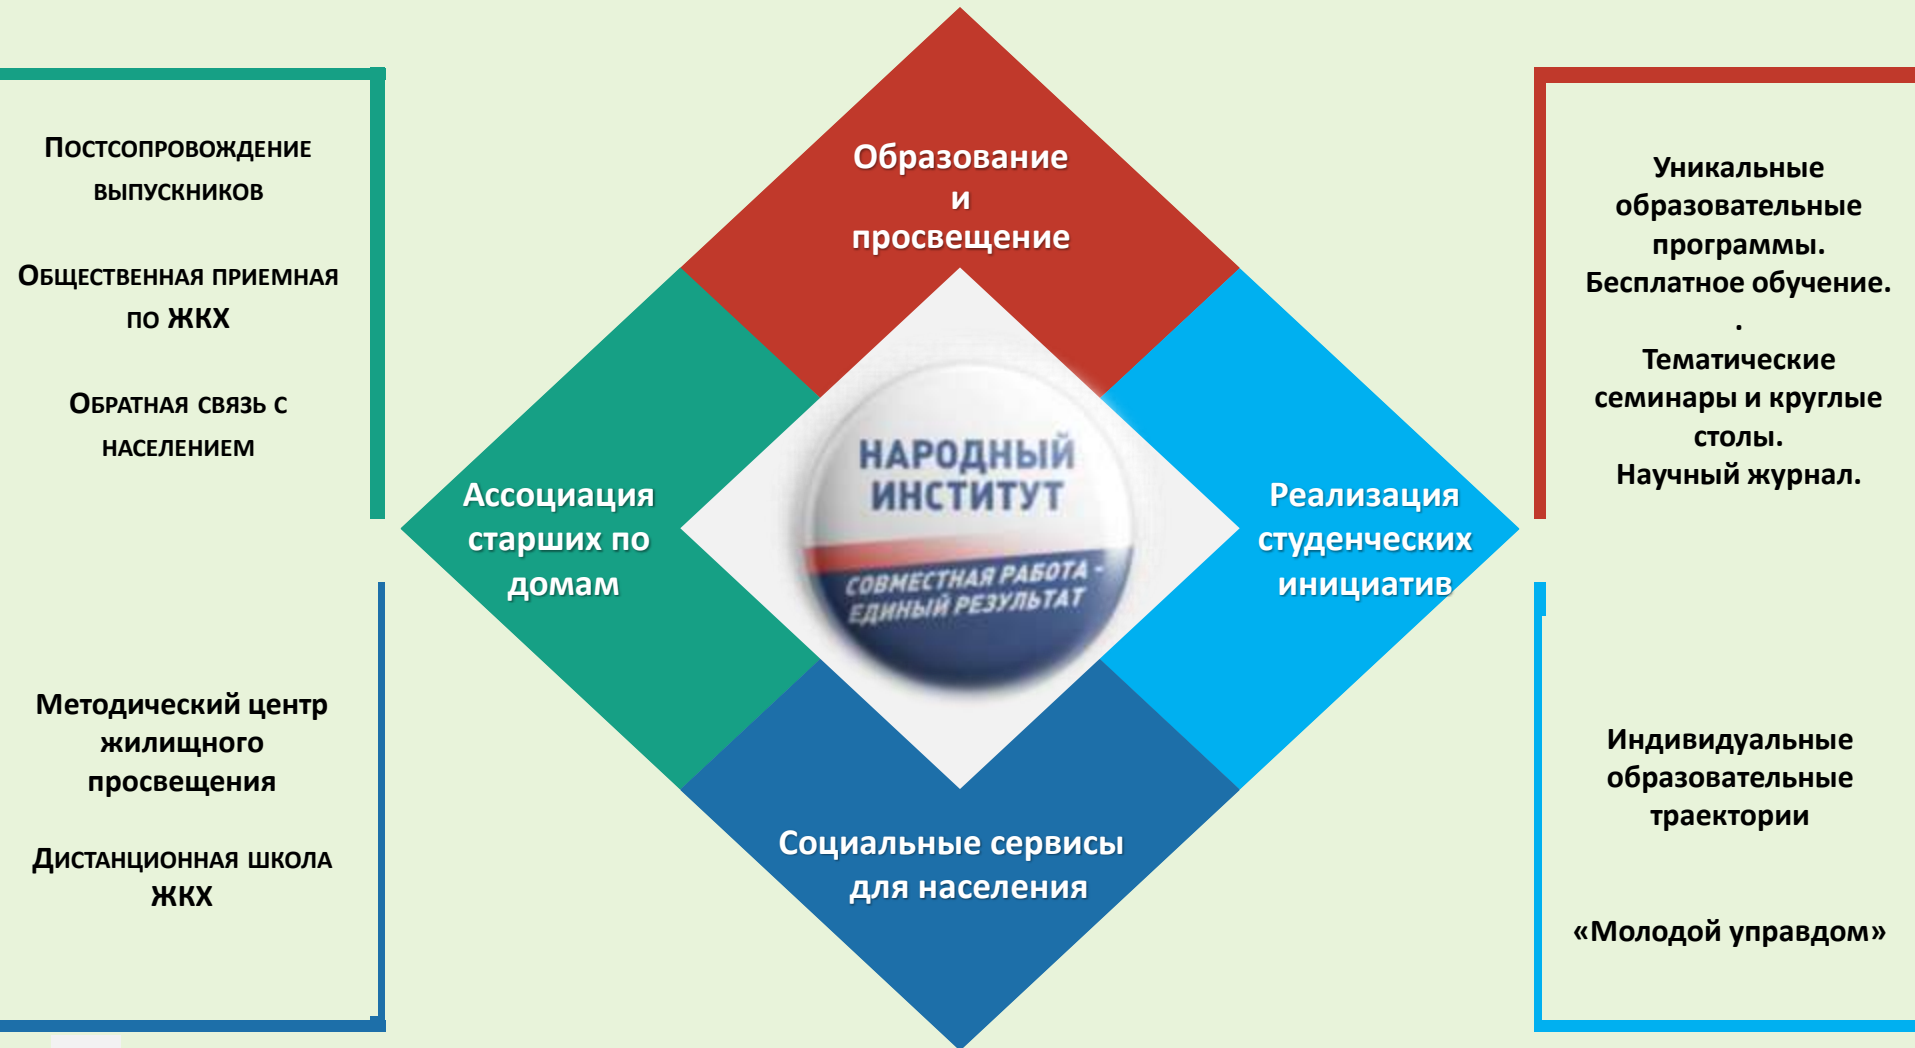 Постсопровождение
выпускников
Общественная приемная
по ЖКХ
Обратная связь с
населением
Методический центр
жилищного
просвещения
Дистанционная школа
ЖКХ
Образование
и
просвещение
Ассоциация
старших по
домам
НАРОДНЫЙ
ИНСТИТУТ
СОВМЕСТНАЯ РАБОТА -
ЕДИНЫЙ РЕЗУЛЬТАТ
Реализация
студенческих
инициатив
Социальные сервисы
для населения
Уникальные
образовательные
программы.
Бесплатное обучение.
.
Тематические
семинары и круглые
столы.
Научный журнал.
Индивидуальные
образовательные
траектории
«Молодой управдом»